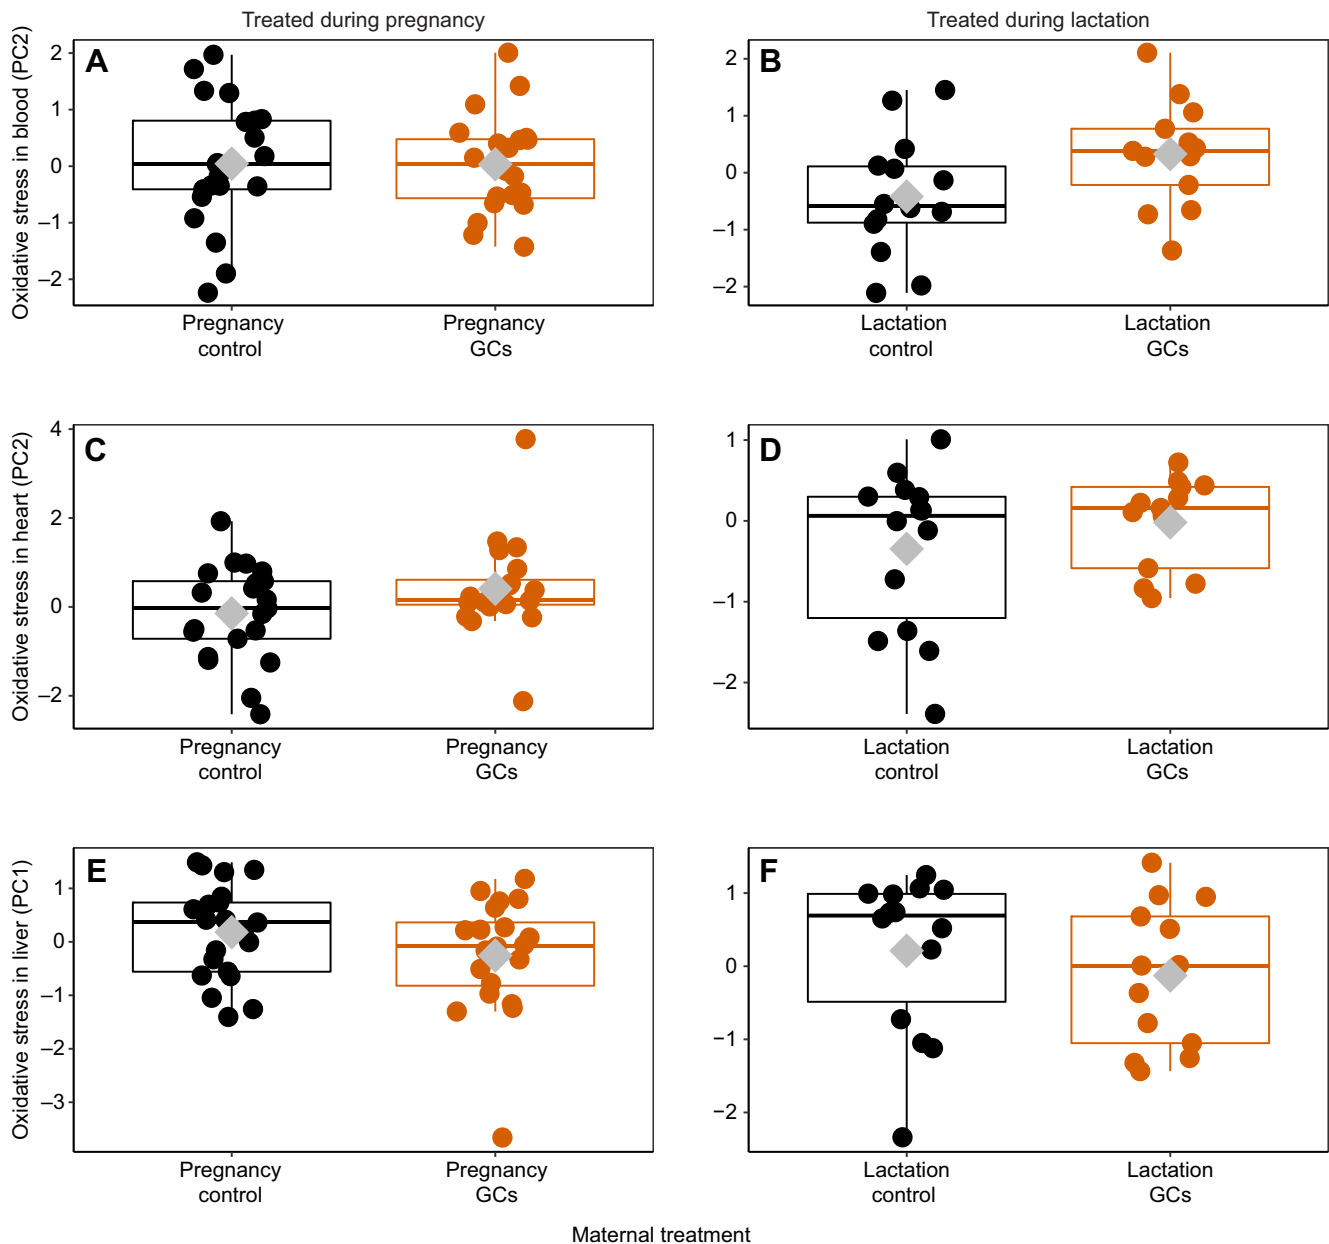 Treated during pregnancy
Treated during lactation
Oxidative stress in blood (PC2)
A
2
1
0
–1
–2
Pregnancy
control
Pregnancy
GCs
B
2
1
0
–1
–2
Lactation
control
Lactation
GCs
Oxidative stress in heart (PC2)
C
4
2
0
–2
Pregnancy
control
Pregnancy
GCs
D
1
0
–1
–2
Lactation
control
Lactation
GCs
Oxidative stress in liver (PC1)
E
1
0
–1
–2
–3
Pregnancy
control
Pregnancy
GCs
F
1
0
–1
–2
Lactation
control
Lactation
GCs
Maternal treatment